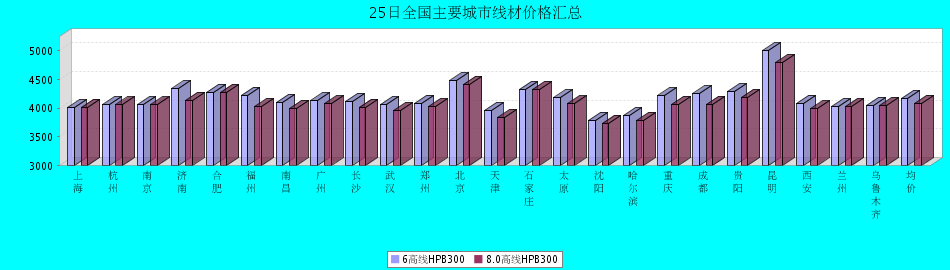 25日全国主要城市线材价格汇总
5000
4500
4000
3500
3000
上海 杭州 南京 济南 合肥 福州 南昌 广州 长沙 武汉 郑州 北京 天津 石家庄 太原 沈阳 哈尔滨 重庆 成都 贵阳 昆明 西安 兰州 乌鲁木齐 均价
6高线HPB300 8.0高线HPB300